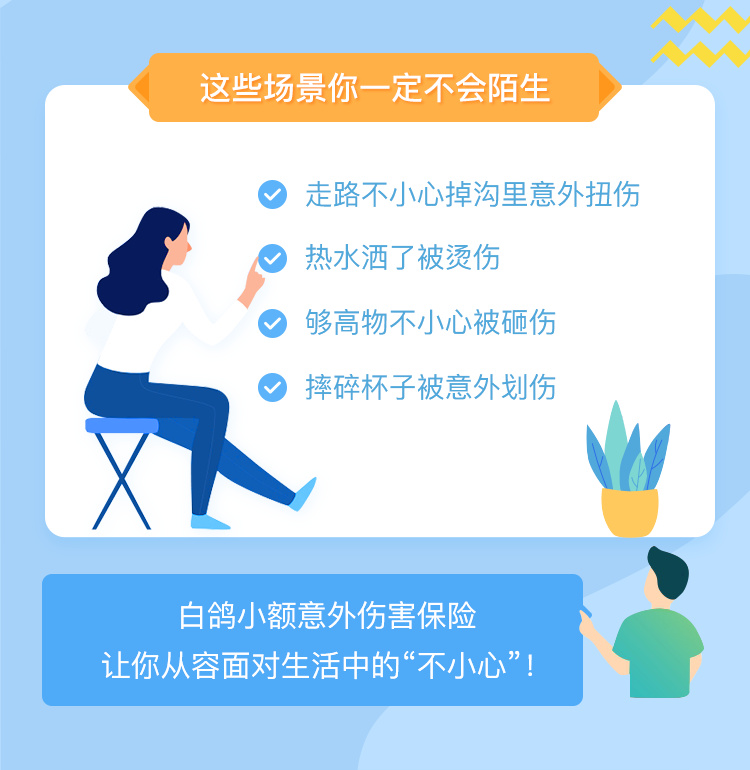 这些场景你一定不会陌生
走路不小心掉沟里意外扭伤
热水洒了被烫伤
够高物不小心被砸伤
摔碎杯子被意外划伤
白鸽小额意外伤害保险
让你从容面对生活中的“不小心”！